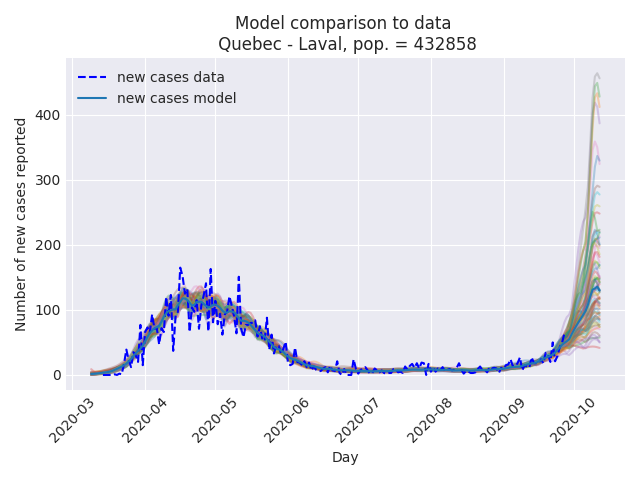 Model comparison to data
Quebec - Laval, pop. = 432858
new cases data
new cases model
Number of new cases reported
400
300
200
100
0
2020-03
2020-04
2020-05
2020-06
2020-07
2020-08
2020-09
2020-10
Day